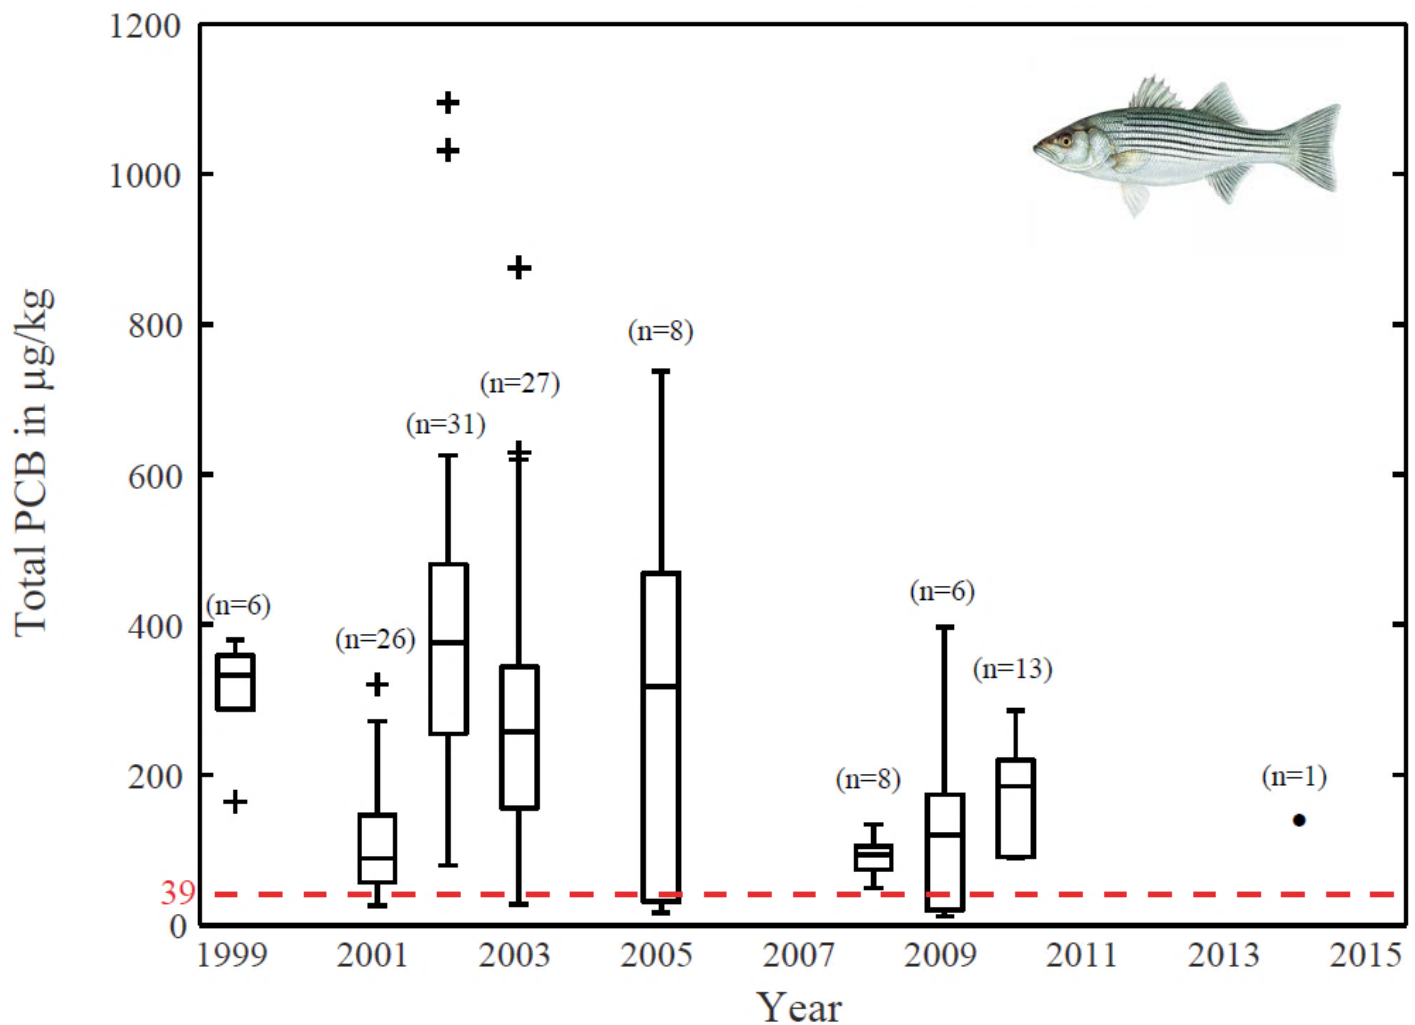 1200
1000
800
600
400
200
39
0
Total PCB in µg/kg
(n=6)
(n=26)
(n=31)
(n=27)
(n=8)
(n=8)
(n=6)
(n=13)
(n=1)
1999 2001 2003 2005 2007 2009 2011 2013 2015
Year